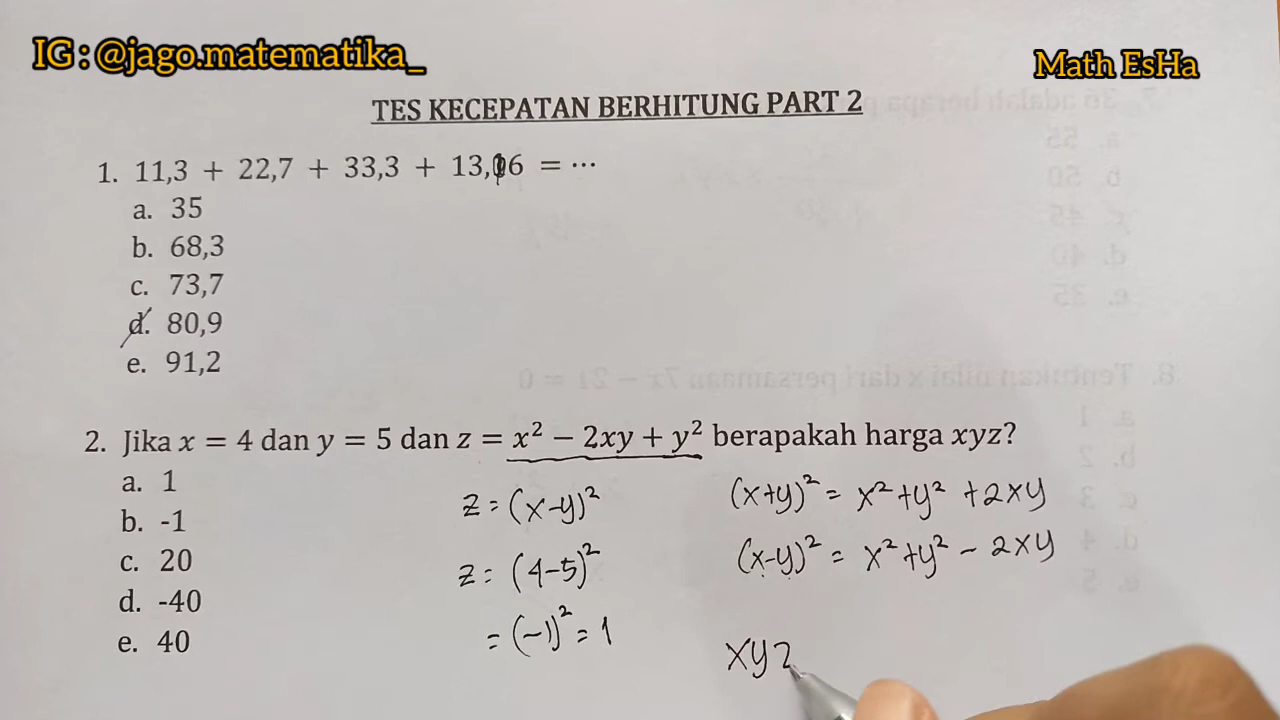 IG : @jago.matematika_
Math EsHa
TES KECEPATAN BERHITUNG PART 2
1. 11,3 + 22,7 + 33,3 + 13,6 = ⋯
a. 35
b. 68,3
c. 73,7
d. 80,9
e. 91,2
2. Jika x = 4 dan y = 5 dan z = x² − 2xy + y² berapakah harga xyz?
a. 1
b. -1
c. 20
d. -40
e. 40
z = (x-y)²
z = (4-5)²
= (-1)² = 1
(x+y)² = x² + y² + 2xy
(x-y)² = x² + y² - 2xy
xyz